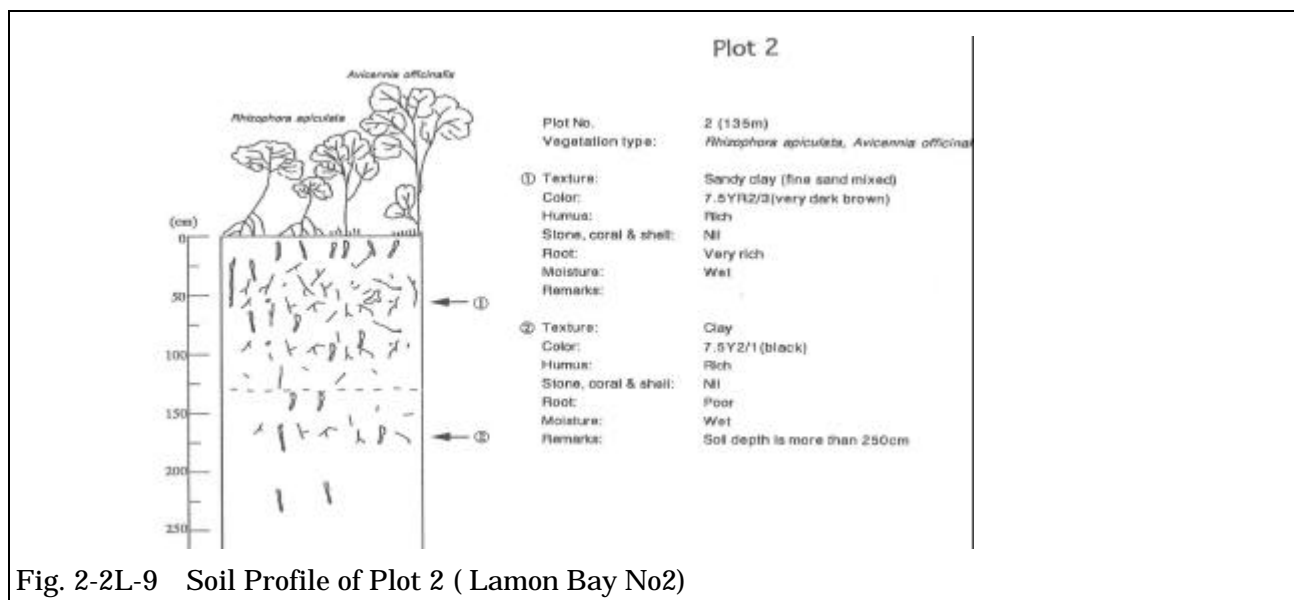 Plot 2
Avicennia officinalis
Rhizophora apiculata
Plot No. 2 (135m)
Vegetation type: Rhizophora apiculata, Avicennia officinal
① Texture: Sandy clay (fine sand mixed)
Color: 7.5YR2/3(very dark brown)
Humus: Rich
Stone, coral & shell: Nil
Root: Very rich
Moisture: Wet
Remarks:
(cm)
0
50
100
150
200
250
①
②
② Texture: Clay
Color: 7.5Y2/1(black)
Humus: Rich
Stone, coral & shell: Nil
Root: Poor
Moisture: Wet
Remarks: Soil depth is more than 250cm
Fig. 2-2L-9 Soil Profile of Plot 2 ( Lamon Bay No2)